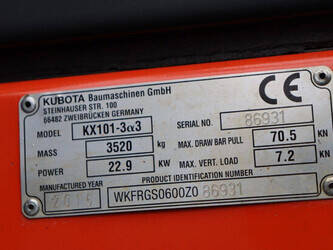 KUBOTA Baumaschinen GmbH
STEINHAUSER STR. 100
66482 ZWEIBRÜCKEN GERMANY
CE
MODEL KX101-3α3 SERIAL NO. 86931
MASS 3520 kg MAX. DRAW BAR PULL 70.5 KN
POWER 22.9 kW MAX. VERT. LOAD 7.2 KN
MANUFACTURED YEAR PRODUCT IDENTIFICATION NUMBER
2015 WKFRGS0600Z086931